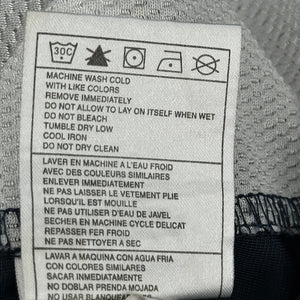 30C
MACHINE WASH COLD
WITH LIKE COLORS
REMOVE IMMEDIATELY
DO NOT ALLOW TO LAY ON ITSELF WHEN WET
DO NOT BLEACH
TUMBLE DRY LOW
COOL IRON
DO NOT DRY CLEAN
LAVER EN MACHINE A L'EAU FROID
AVEC DES COULEURS SIMILAIRES
ENLEVER IMMEDIATEMENT
NE PAS LAISSER LE VETEMENT PLIE
LORSQU'IL EST MOUILLE
NE PAS UTILISER D'EAU DE JAVEL
SECHER EN MACHINE CYCLE DELICAT
REPASSER FER FROID
NE PAS NETTOYER A SEC
LAVAR A MAQUINA CON AGUA FRIA
CON COLORES SIMILARES
SACAR INMEDIATAMENTE
NO DOBLAR PRENDA MOJADA